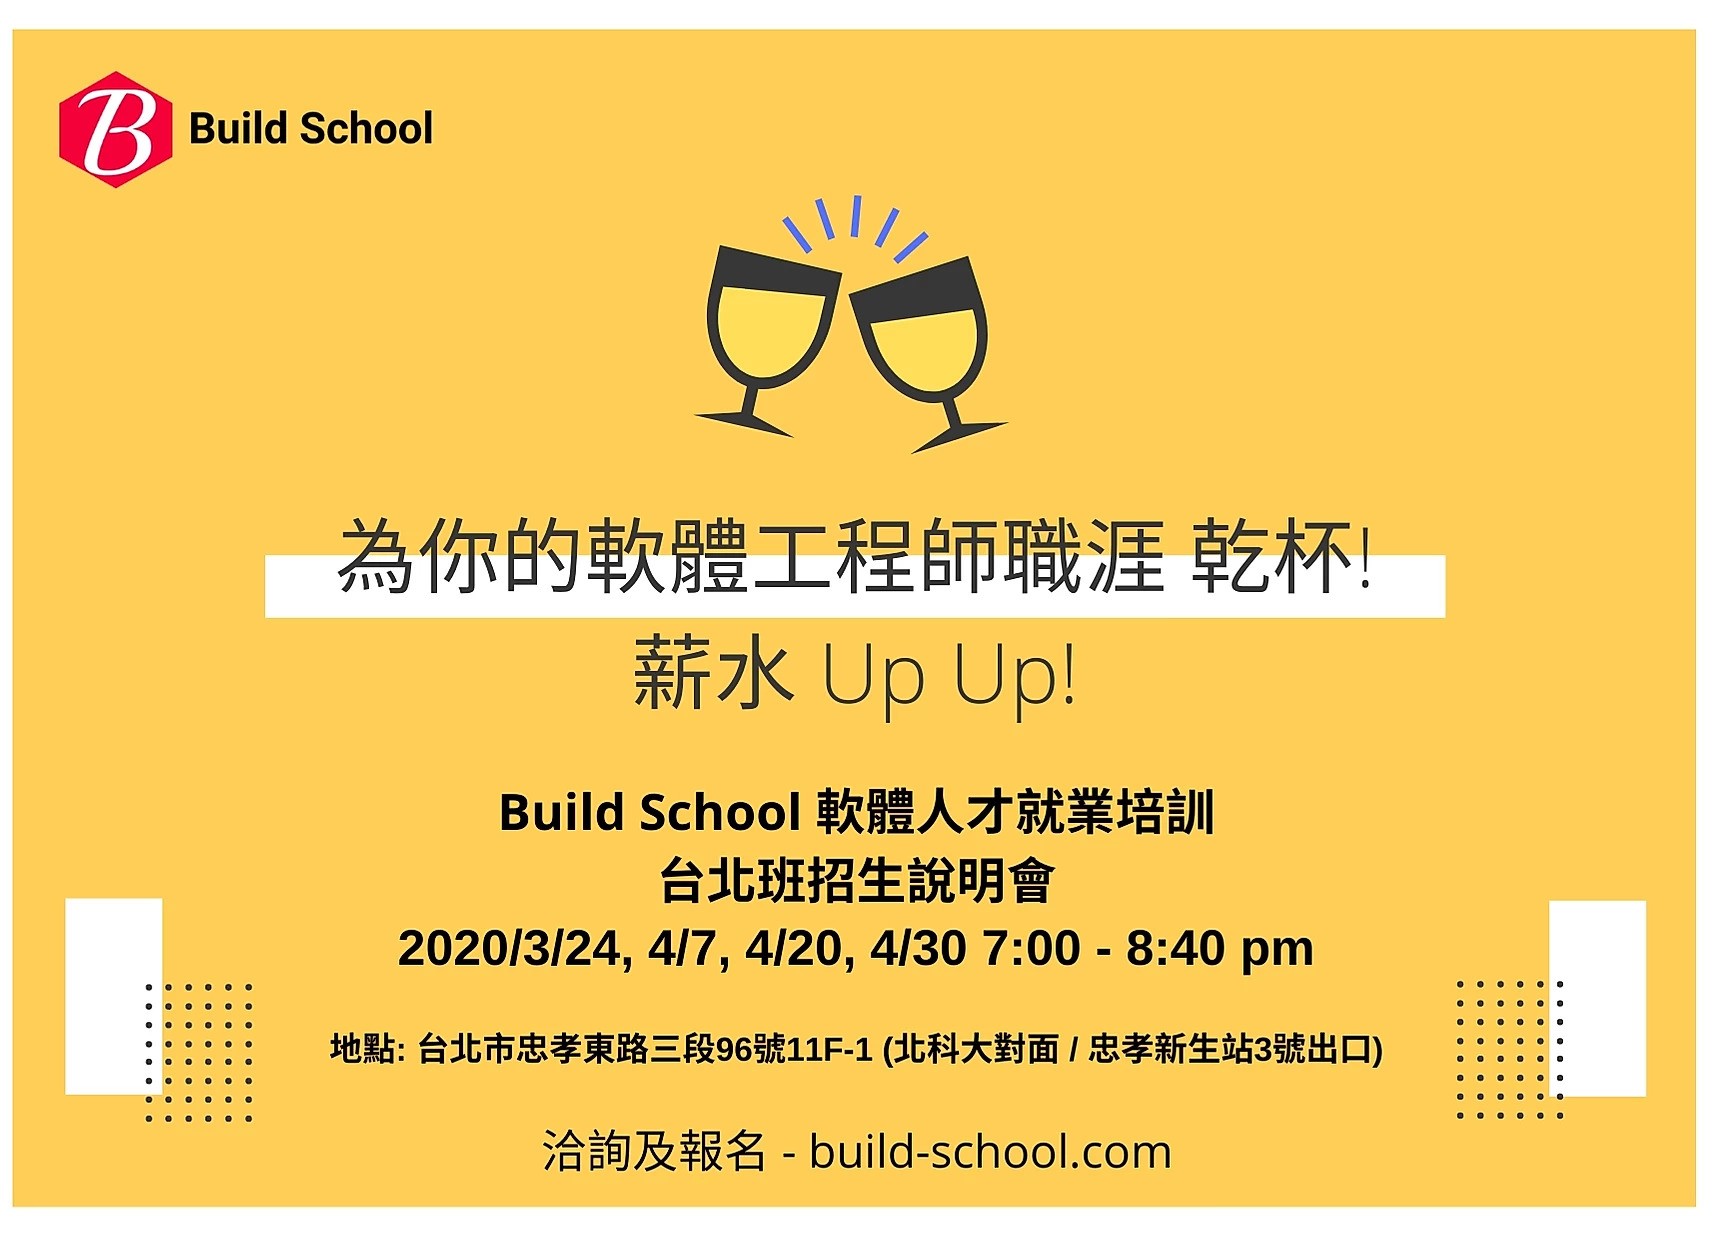 B Build School
為你的軟體工程師職涯 乾杯!
薪水 Up Up!
Build School 軟體人才就業培訓
台北班招生說明會
2020/3/24, 4/7, 4/20, 4/30 7:00 - 8:40 pm
地點: 台北市忠孝東路三段96號11F-1 (北科大對面 / 忠孝新生站3號出口)
洽詢及報名 - build-school.com